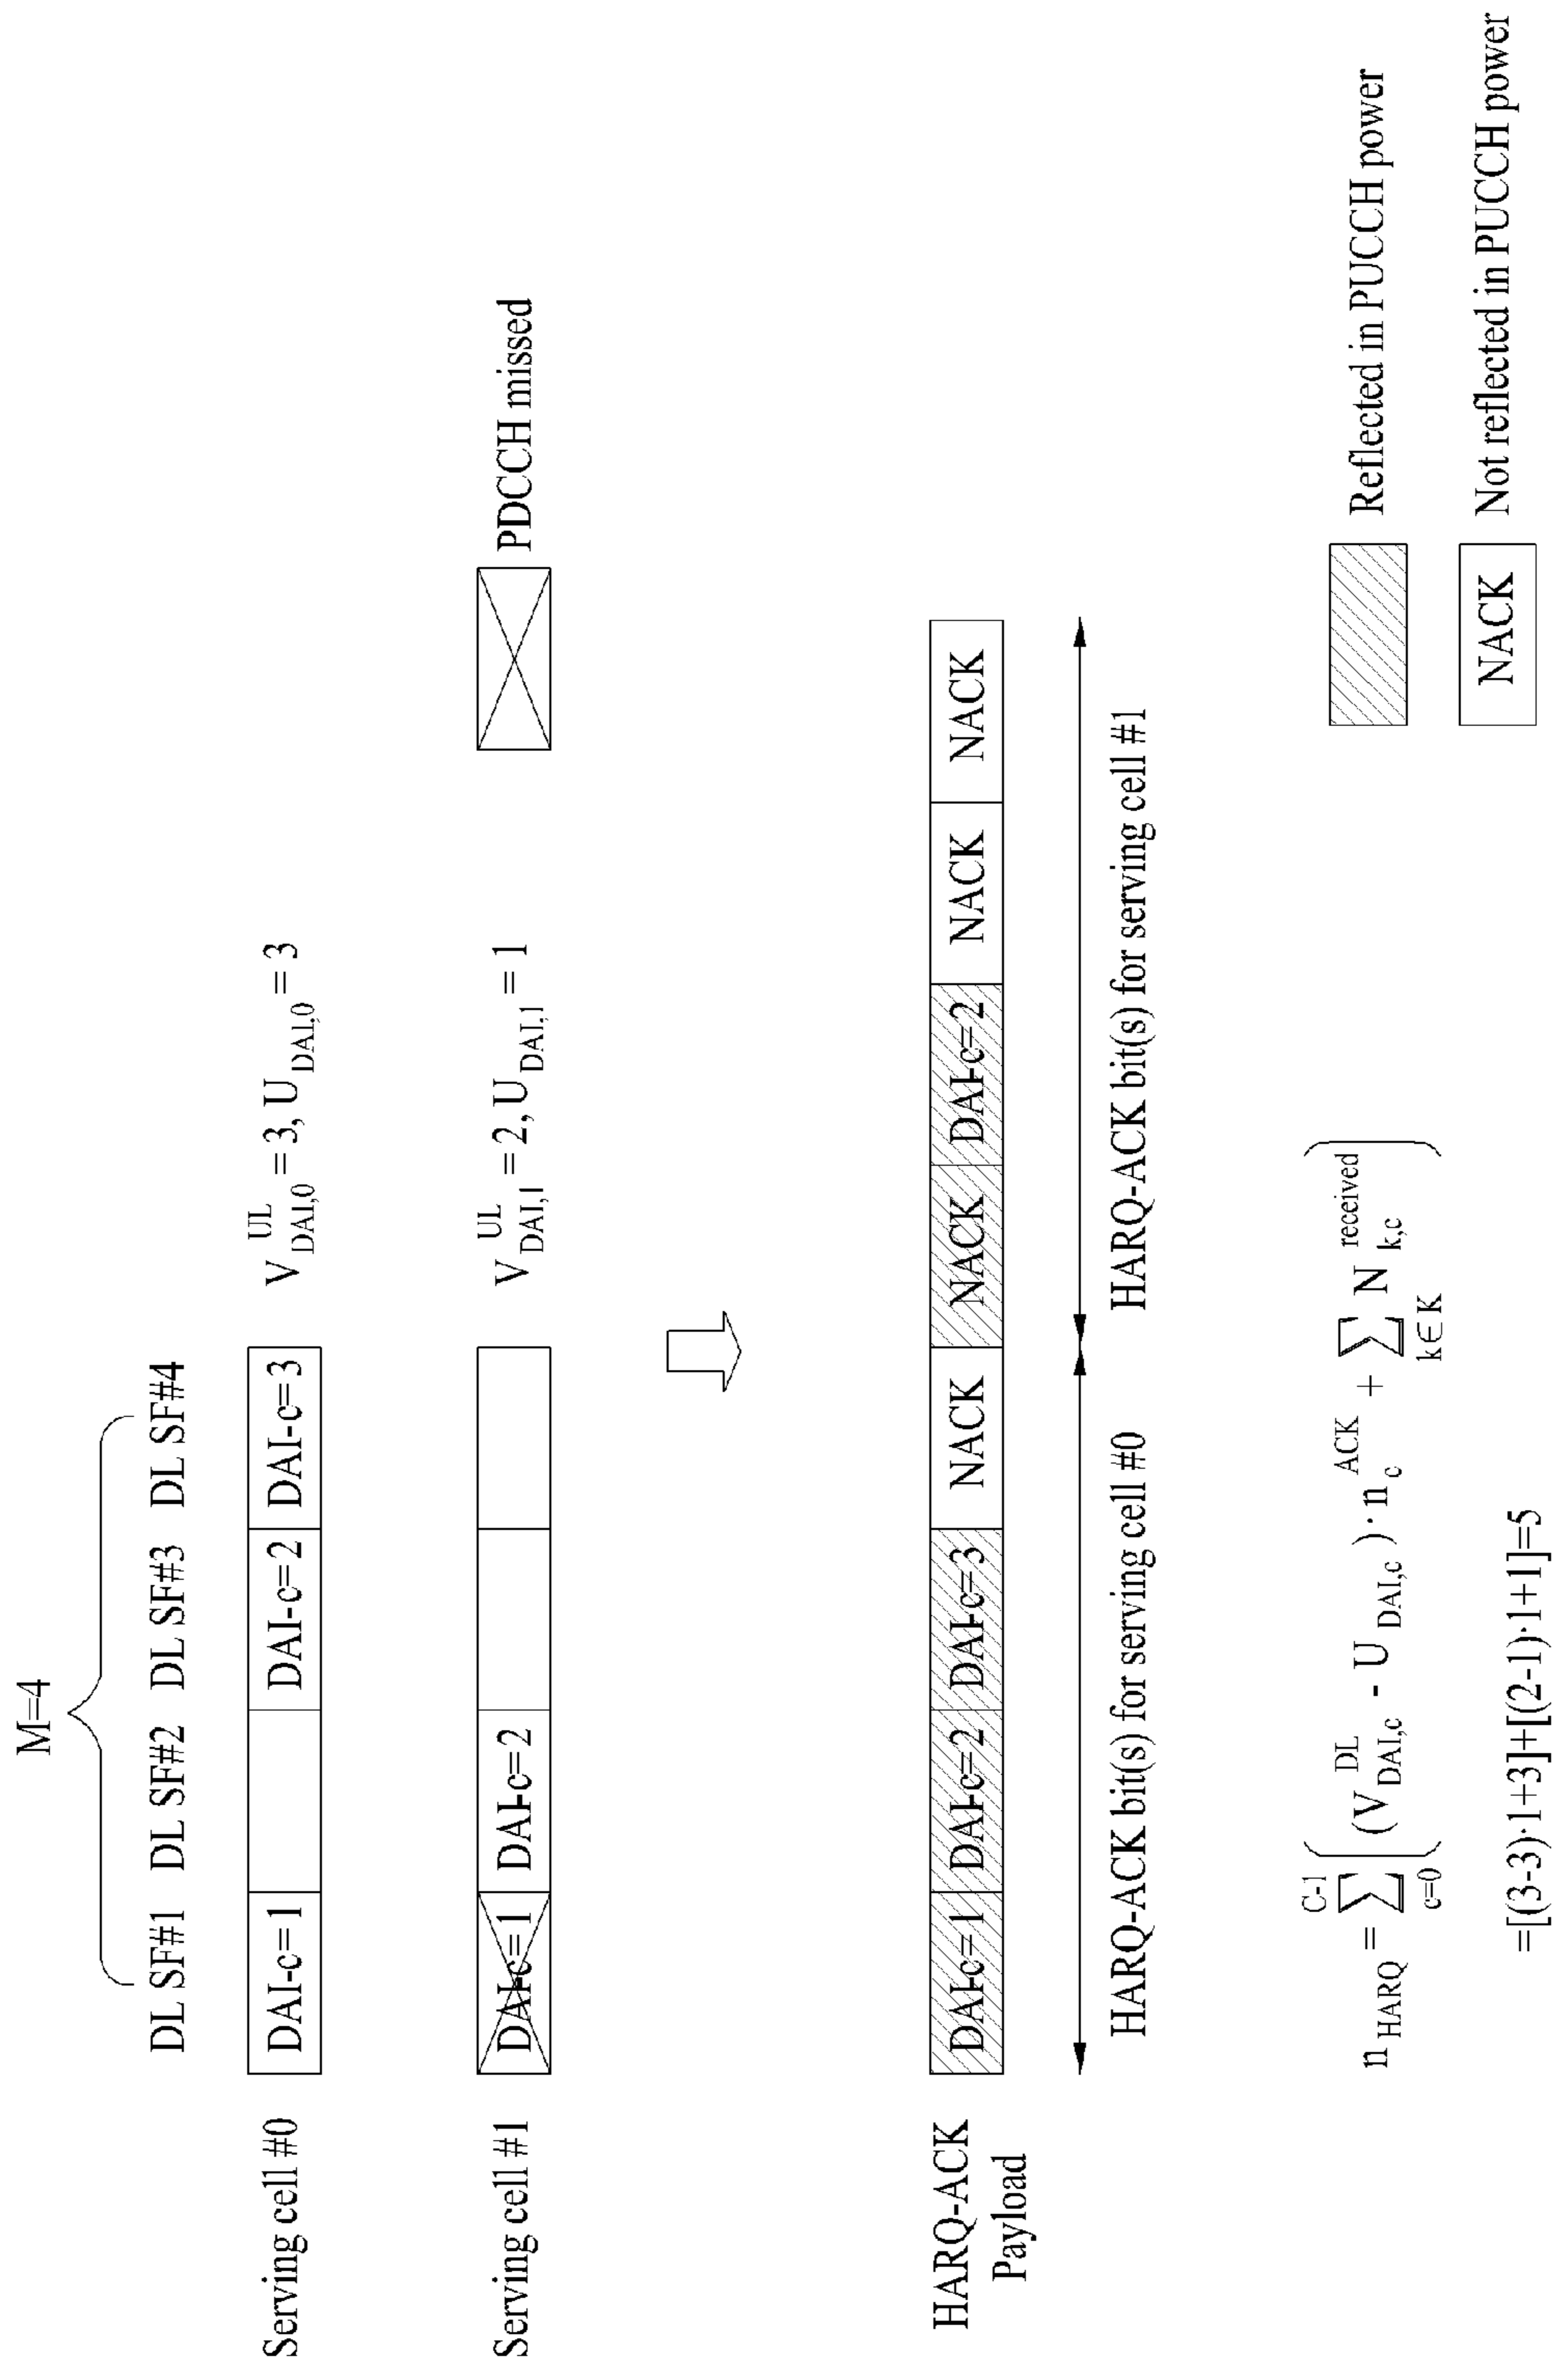 M=4
DL SF#1 DL SF#2 DL SF#3 DL SF#4
Serving cell #0 DAI-c=1 DAI-c=2 DAI-c=3 V^UL_DAI,0 = 3, U_DAI,0 = 3
Serving cell #1 DAI-c=1 DAI-c=2 V^UL_DAI,1 = 2, U_DAI,1 = 1
PDCCH missed
HARQ-ACK
Payload
DAI-c=1 DAI-c=2 DAI-c=3 NACK NACK DAI-c=2 NACK NACK
HARQ-ACK bit(s) for serving cell #0 HARQ-ACK bit(s) for serving cell #1
n_HARQ = ∑_{c=0}^{C-1} ( (V^DL_DAI,c - U_DAI,c) · n_c^ACK + ∑_{k∈K} N_{k,c}^{received} )
=[(3-3)·1+3]+[(2-1)·1+1]=5
Reflected in PUCCH power
NACK Not reflected in PUCCH power